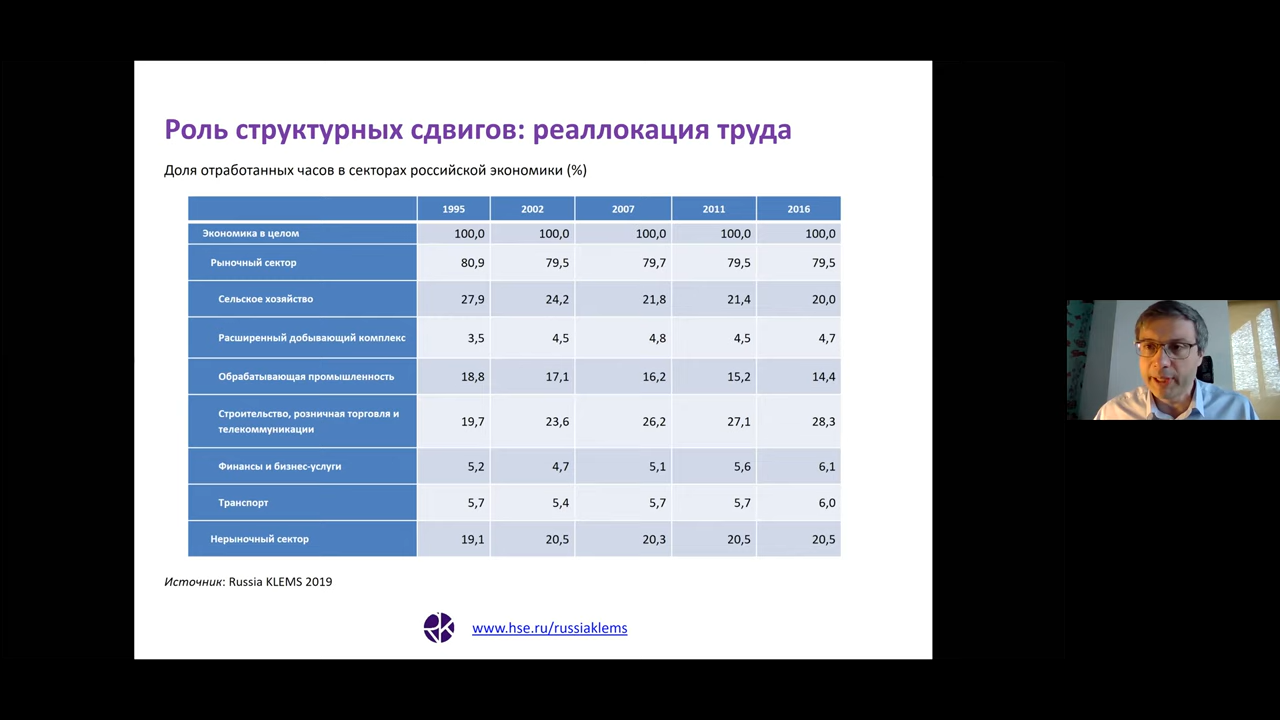 Роль структурных сдвигов: реаллокация труда
Доля отработанных часов в секторах российской экономики (%)
1995 2002 2007 2011 2016
Экономика в целом 100,0 100,0 100,0 100,0 100,0
Рыночный сектор 80,9 79,5 79,7 79,5 79,5
Сельское хозяйство 27,9 24,2 21,8 21,4 20,0
Расширенный добывающий комплекс 3,5 4,5 4,8 4,5 4,7
Обрабатывающая промышленность 18,8 17,1 16,2 15,2 14,4
Строительство, розничная торговля и
телекоммуникации 19,7 23,6 26,2 27,1 28,3
Финансы и бизнес-услуги 5,2 4,7 5,1 5,6 6,1
Транспорт 5,7 5,4 5,7 5,7 6,0
Нерыночный сектор 19,1 20,5 20,3 20,5 20,5
Источник: Russia KLEMS 2019
www.hse.ru/russiaklems